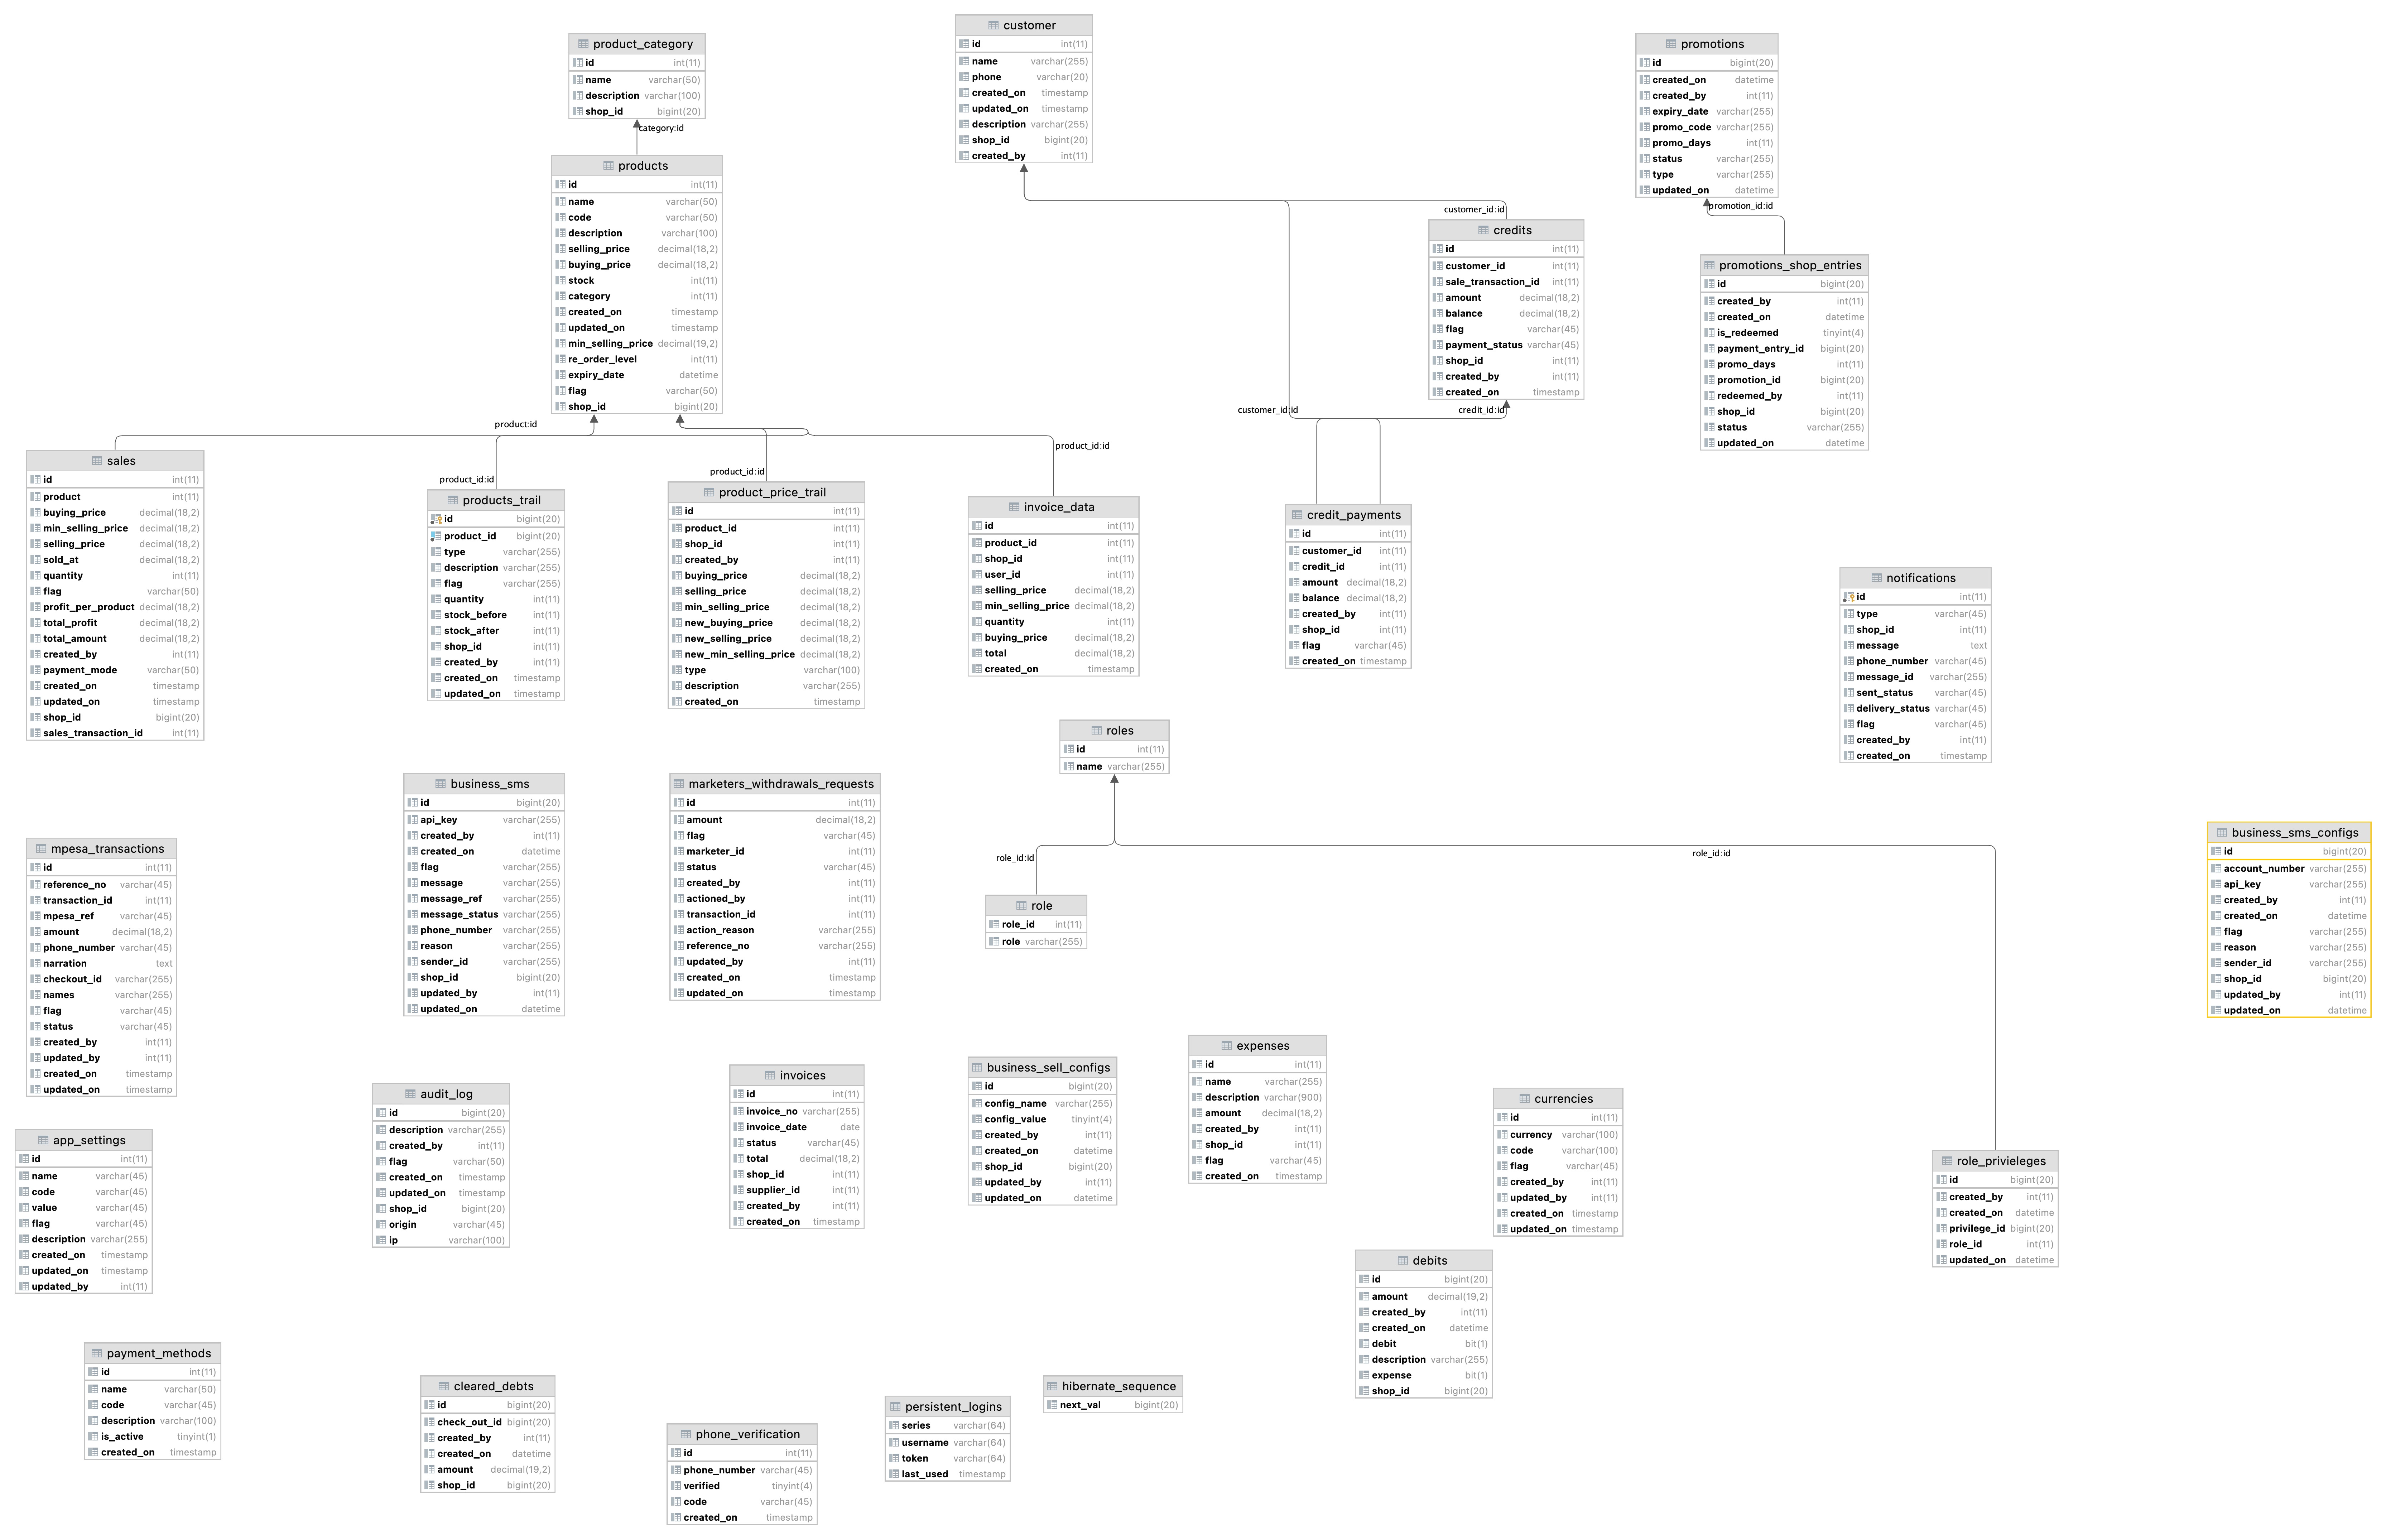 product_category
id int(11)
name varchar(50)
description varchar(100)
shop_id bigint(20)
category:id
customer
id int(11)
name varchar(255)
phone varchar(20)
created_on timestamp
updated_on timestamp
description varchar(255)
shop_id bigint(20)
created_by int(11)
promotions
id bigint(20)
created_on datetime
created_by int(11)
expiry_date varchar(255)
promo_code varchar(255)
promo_days int(11)
status varchar(255)
type varchar(255)
updated_on datetime
promotion_id:id
products
id int(11)
name varchar(50)
code varchar(50)
description varchar(100)
selling_price decimal(18,2)
buying_price decimal(18,2)
stock int(11)
category int(11)
created_on timestamp
updated_on timestamp
min_selling_price decimal(19,2)
re_order_level int(11)
expiry_date datetime
flag varchar(50)
shop_id bigint(20)
customer_id:id
credits
id int(11)
customer_id int(11)
sale_transaction_id int(11)
amount decimal(18,2)
balance decimal(18,2)
flag varchar(45)
payment_status varchar(45)
shop_id int(11)
created_by int(11)
created_on timestamp
promotions_shop_entries
id bigint(20)
created_by int(11)
created_on datetime
is_redeemed tinyint(4)
payment_entry_id bigint(20)
promo_days int(11)
promotion_id bigint(20)
redeemed_by int(11)
shop_id bigint(20)
status varchar(255)
updated_on datetime
product:id
product_id:id
product_id:id
product_id:id
customer_id:id
credit_id:id
sales
id int(11)
product int(11)
buying_price decimal(18,2)
min_selling_price decimal(18,2)
selling_price decimal(18,2)
sold_at decimal(18,2)
quantity int(11)
flag varchar(50)
profit_per_product decimal(18,2)
total_profit decimal(18,2)
total_amount decimal(18,2)
created_by int(11)
payment_mode varchar(50)
created_on timestamp
updated_on timestamp
shop_id bigint(20)
sales_transaction_id int(11)
products_trail
id bigint(20)
product_id bigint(20)
type varchar(255)
description varchar(255)
flag varchar(255)
quantity int(11)
stock_before int(11)
stock_after int(11)
shop_id int(11)
created_by int(11)
created_on timestamp
updated_on timestamp
product_price_trail
id int(11)
product_id int(11)
shop_id int(11)
created_by int(11)
buying_price decimal(18,2)
selling_price decimal(18,2)
min_selling_price decimal(18,2)
new_buying_price decimal(18,2)
new_selling_price decimal(18,2)
new_min_selling_price decimal(18,2)
type varchar(100)
description varchar(255)
created_on timestamp
invoice_data
id int(11)
product_id int(11)
shop_id int(11)
user_id int(11)
selling_price decimal(18,2)
min_selling_price decimal(18,2)
quantity int(11)
buying_price decimal(18,2)
total decimal(18,2)
created_on timestamp
credit_payments
id int(11)
customer_id int(11)
credit_id int(11)
amount decimal(18,2)
balance decimal(18,2)
created_by int(11)
shop_id int(11)
flag varchar(45)
created_on timestamp
notifications
id int(11)
type varchar(45)
shop_id int(11)
message text
phone_number varchar(45)
message_id varchar(255)
sent_status varchar(45)
delivery_status varchar(45)
flag varchar(45)
created_by int(11)
created_on timestamp
roles
id int(11)
name varchar(255)
role_id:id
role_id:id
role
role_id int(11)
role varchar(255)
business_sms
id bigint(20)
api_key varchar(255)
created_by int(11)
created_on datetime
flag varchar(255)
message varchar(255)
message_ref varchar(255)
message_status varchar(255)
phone_number varchar(255)
reason varchar(255)
sender_id varchar(255)
shop_id bigint(20)
updated_by int(11)
updated_on datetime
marketers_withdrawals_requests
id int(11)
amount decimal(18,2)
flag varchar(45)
marketer_id int(11)
status varchar(45)
created_by int(11)
actioned_by int(11)
transaction_id int(11)
action_reason varchar(255)
reference_no varchar(255)
updated_by int(11)
created_on timestamp
updated_on timestamp
mpesa_transactions
id int(11)
reference_no varchar(45)
transaction_id int(11)
mpesa_ref varchar(45)
amount decimal(18,2)
phone_number varchar(45)
narration text
checkout_id varchar(255)
names varchar(255)
flag varchar(45)
status varchar(45)
created_by int(11)
updated_by int(11)
created_on timestamp
updated_on timestamp
business_sms_configs
id bigint(20)
account_number varchar(255)
api_key varchar(255)
created_by int(11)
created_on datetime
flag varchar(255)
reason varchar(255)
sender_id varchar(255)
shop_id bigint(20)
updated_by int(11)
updated_on datetime
app_settings
id int(11)
name varchar(45)
code varchar(45)
value varchar(45)
flag varchar(45)
description varchar(255)
created_on timestamp
updated_on timestamp
updated_by int(11)
audit_log
id bigint(20)
description varchar(255)
created_by int(11)
flag varchar(50)
created_on timestamp
updated_on timestamp
shop_id bigint(20)
origin varchar(45)
ip varchar(100)
invoices
id int(11)
invoice_no varchar(255)
invoice_date date
status varchar(45)
total decimal(18,2)
shop_id int(11)
supplier_id int(11)
created_by int(11)
created_on timestamp
business_sell_configs
id bigint(20)
config_name varchar(255)
config_value tinyint(4)
created_by int(11)
created_on datetime
shop_id bigint(20)
updated_by int(11)
updated_on datetime
expenses
id int(11)
name varchar(255)
description varchar(900)
amount decimal(18,2)
created_by int(11)
shop_id int(11)
flag varchar(45)
created_on timestamp
currencies
id int(11)
currency varchar(100)
code varchar(100)
flag varchar(45)
created_by int(11)
updated_by int(11)
created_on timestamp
updated_on timestamp
role_privieleges
id bigint(20)
created_by int(11)
created_on datetime
privilege_id bigint(20)
role_id int(11)
updated_on datetime
debits
id bigint(20)
amount decimal(19,2)
created_by int(11)
created_on datetime
debit bit(1)
description varchar(255)
expense bit(1)
shop_id bigint(20)
payment_methods
id int(11)
name varchar(50)
code varchar(45)
description varchar(100)
is_active tinyint(1)
created_on timestamp
cleared_debts
id bigint(20)
check_out_id bigint(20)
created_by int(11)
created_on datetime
amount decimal(19,2)
shop_id bigint(20)
phone_verification
id int(11)
phone_number varchar(45)
verified tinyint(4)
code varchar(45)
created_on timestamp
persistent_logins
series varchar(64)
username varchar(64)
token varchar(64)
last_used timestamp
hibernate_sequence
next_val bigint(20)